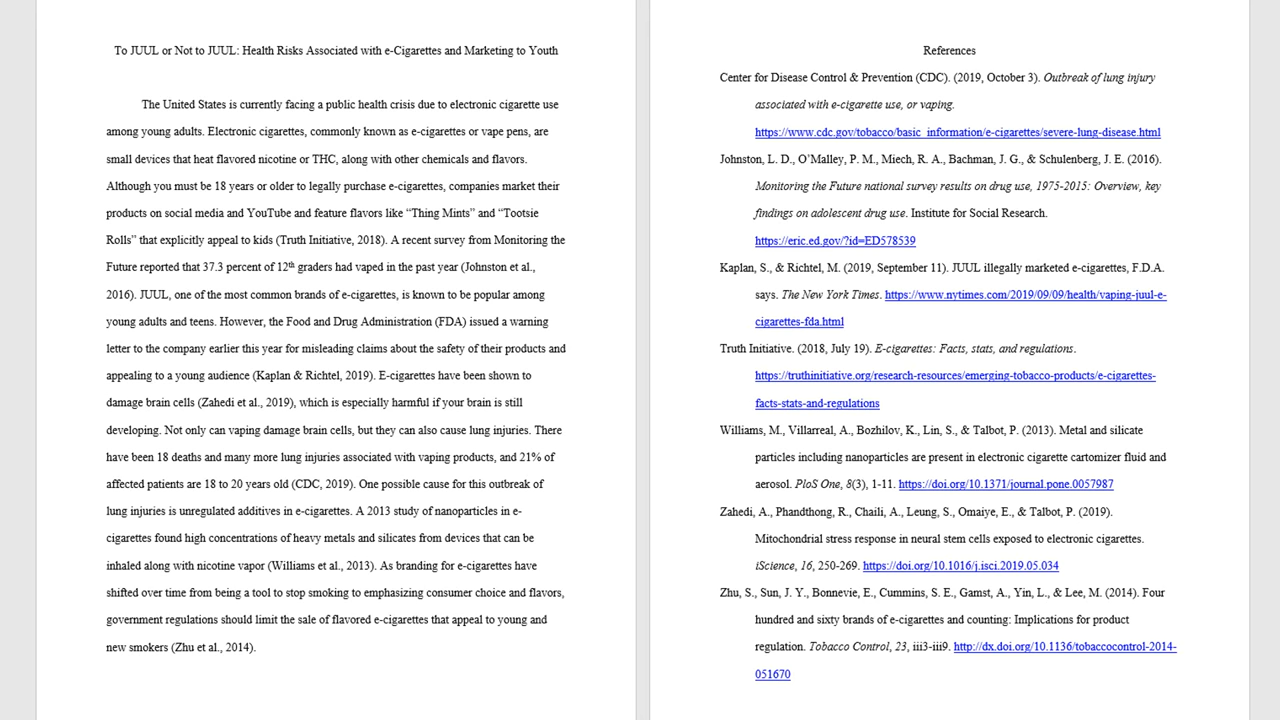 To JUUL or Not to JUUL: Health Risks Associated with e-Cigarettes and Marketing to Youth
The United States is currently facing a public health crisis due to electronic cigarette use
among young adults. Electronic cigarettes, commonly known as e-cigarettes or vape pens, are
small devices that heat flavored nicotine or THC, along with other chemicals and flavors.
Although you must be 18 years or older to legally purchase e-cigarettes, companies market their
products on social media and YouTube and feature flavors like “Thing Mints” and “Tootsie
Rolls” that explicitly appeal to kids (Truth Initiative, 2018). A recent survey from Monitoring the
Future reported that 37.3 percent of 12th graders had vaped in the past year (Johnston et al.,
2016). JUUL, one of the most common brands of e-cigarettes, is known to be popular among
young adults and teens. However, the Food and Drug Administration (FDA) issued a warning
letter to the company earlier this year for misleading claims about the safety of their products and
appealing to a young audience (Kaplan & Richtel, 2019). E-cigarettes have been shown to
damage brain cells (Zahedi et al., 2019), which is especially harmful if your brain is still
developing. Not only can vaping damage brain cells, but they can also cause lung injuries. There
have been 18 deaths and many more lung injuries associated with vaping products, and 21% of
affected patients are 18 to 20 years old (CDC, 2019). One possible cause for this outbreak of
lung injuries is unregulated additives in e-cigarettes. A 2013 study of nanoparticles in e-
cigarettes found high concentrations of heavy metals and silicates from devices that can be
inhaled along with nicotine vapor (Williams et al., 2013). As branding for e-cigarettes have
shifted over time from being a tool to stop smoking to emphasizing consumer choice and flavors,
government regulations should limit the sale of flavored e-cigarettes that appeal to young and
new smokers (Zhu et al., 2014).
References
Center for Disease Control & Prevention (CDC). (2019, October 3). Outbreak of lung injury
associated with e-cigarette use, or vaping.
https://www.cdc.gov/tobacco/basic_information/e-cigarettes/severe-lung-disease.html
Johnston, L. D., O’Malley, P. M., Miech, R. A., Bachman, J. G., & Schulenberg, J. E. (2016).
Monitoring the Future national survey results on drug use, 1975-2015: Overview, key
findings on adolescent drug use. Institute for Social Research.
https://eric.ed.gov/?id=ED578539
Kaplan, S., & Richtel, M. (2019, September 11). JUUL illegally marketed e-cigarettes, F.D.A.
says. The New York Times. https://www.nytimes.com/2019/09/09/health/vaping-juul-e-
cigarettes-fda.html
Truth Initiative. (2018, July 19). E-cigarettes: Facts, stats, and regulations.
https://truthinitiative.org/research-resources/emerging-tobacco-products/e-cigarettes-
facts-stats-and-regulations
Williams, M., Villarreal, A., Bozhilov, K., Lin, S., & Talbot, P. (2013). Metal and silicate
particles including nanoparticles are present in electronic cigarette cartomizer fluid and
aerosol. PloS One, 8(3), 1-11. https://doi.org/10.1371/journal.pone.0057987
Zahedi, A., Phandthong, R., Chaili, A., Leung, S., Omaiye, E., & Talbot, P. (2019).
Mitochondrial stress response in neural stem cells exposed to electronic cigarettes.
iScience, 16, 250-269. https://doi.org/10.1016/j.isci.2019.05.034
Zhu, S., Sun, J. Y., Bonnevie, E., Cummins, S. E., Gamst, A., Yin, L., & Lee, M. (2014). Four
hundred and sixty brands of e-cigarettes and counting: Implications for product
regulation. Tobacco Control, 23, iii3-iii9. http://dx.doi.org/10.1136/tobaccocontrol-2014-
051670